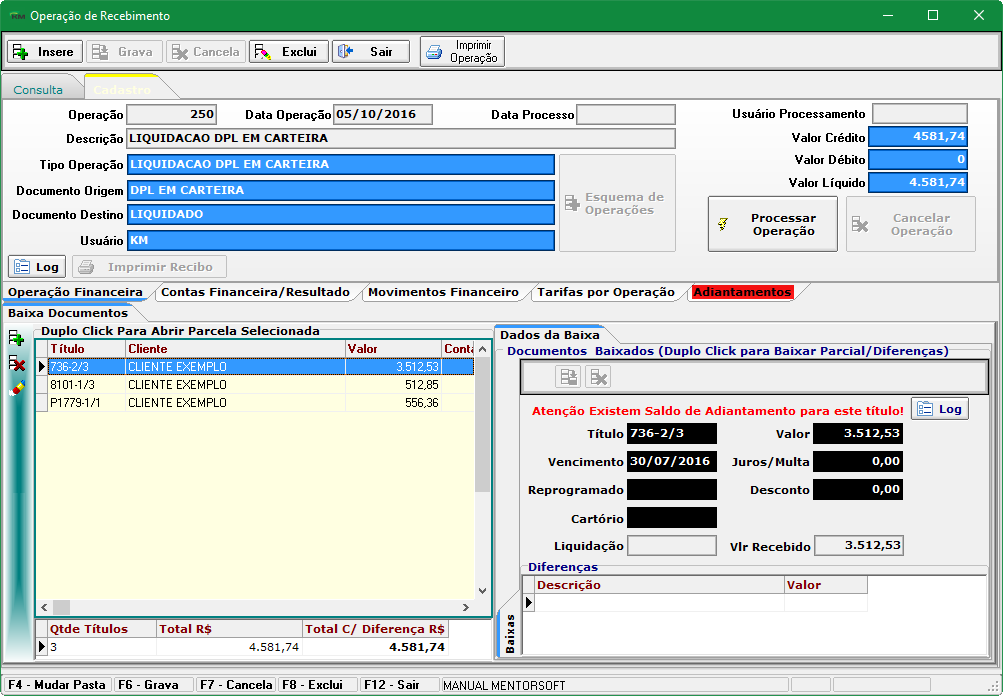 KM Operação de Recebimento
Insere Grava Cancela Exclui Sair Imprimir Operação
Consulta Cadastro
Operação 250 Data Operação 05/10/2016 Data Processo Usuário Processamento
Descrição LIQUIDACAO DPL EM CARTEIRA Valor Crédito 4581,74
Tipo Operação LIQUIDACAO DPL EM CARTEIRA Valor Débito 0
Documento Origem DPL EM CARTEIRA Valor Líquido 4.581,74
Documento Destino LIQUIDADO
Usuário KM
Esquema de Operações
Processar Operação
Cancelar Operação
Log Imprimir Recibo
Operação Financeira Contas Financeira/Resultado Movimentos Financeiro Tarifas por Operação Adiantamentos
Baixa Documentos
Duplo Click Para Abrir Parcela Selecionada
Título Cliente Valor Conta
736-2/3 CLIENTE EXEMPLO 3.512,53
8101-1/3 CLIENTE EXEMPLO 512,85
P1779-1/1 CLIENTE EXEMPLO 556,36
Qtde Títulos Total R$ Total C/ Diferença R$
3 4.581,74 4.581,74
Dados da Baixa
Documentos Baixados (Duplo Click para Baixar Parcial/Diferenças)
Atenção Existem Saldo de Adiantamento para este título! Log
Título 736-2/3 Valor 3.512,53
Vencimento 30/07/2016 Juros/Multa 0,00
Reprogramado Desconto 0,00
Cartório
Liquidação Vlr Recebido 3.512,53
Diferenças
Descrição Valor
Baixas
F4 - Mudar Pasta F6 - Grava F7 - Cancela F8 - Exclui F12 - Sair MANUAL MENTORSOFT